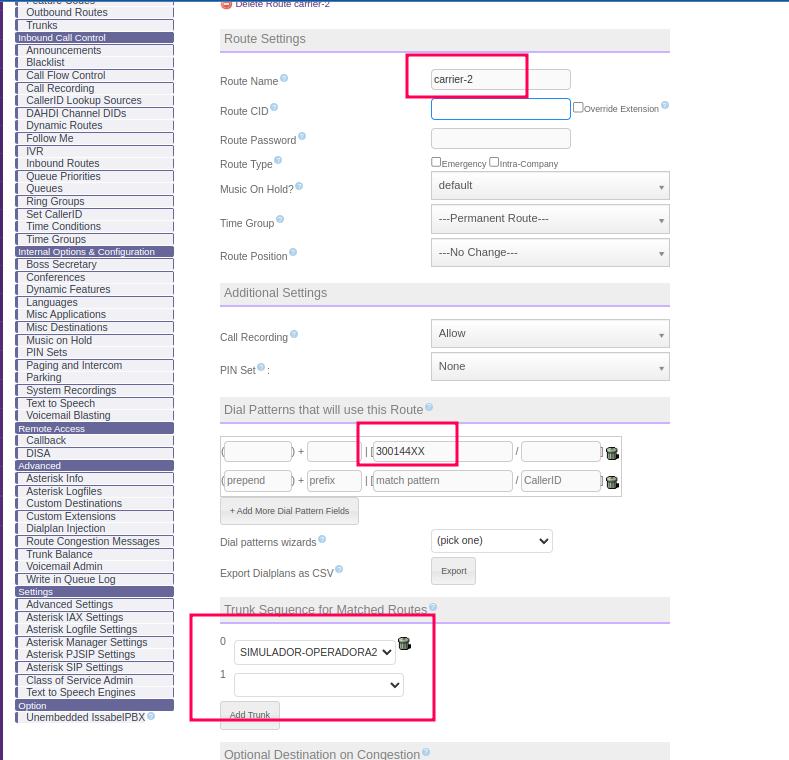 Feature Codes
Outbound Routes
Trunks
Inbound Call Control
Announcements
Blacklist
Call Flow Control
Call Recording
CallerID Lookup Sources
DAHDI Channel DIDs
Dynamic Routes
Follow Me
IVR
Inbound Routes
Queue Priorities
Queues
Ring Groups
Set CallerID
Time Conditions
Time Groups
Internal Options & Configuration
Boss Secretary
Conferences
Dynamic Features
Languages
Misc Applications
Misc Destinations
Music on Hold
PIN Sets
Paging and Intercom
Parking
System Recordings
Text to Speech
Voicemail Blasting
Remote Access
Callback
DISA
Advanced
Asterisk Info
Asterisk Logfiles
Custom Destinations
Custom Extensions
Dialplan Injection
Route Congestion Messages
Trunk Balance
Voicemail Admin
Write in Queue Log
Settings
Advanced Settings
Asterisk IAX Settings
Asterisk Logfile Settings
Asterisk Manager Settings
Asterisk PJSIP Settings
Asterisk SIP Settings
Class of Service Admin
Text to Speech Engines
Option
Unembedded IssabelPBX ?
Delete Route carrier-2
Route Settings
Route Name ? carrier-2
Route CID ? Override Extension ?
Route Password ?
Route Type ? Emergency Intra-Company
Music On Hold? ? default
Time Group ? ---Permanent Route---
Route Position ? ---No Change---
Additional Settings
Call Recording ? Allow
PIN Set ? : None
Dial Patterns that will use this Route ?
( ) + | [ 300144XX / ]
( prepend ) + prefix | [ match pattern / CallerID ]
+ Add More Dial Pattern Fields
Dial patterns wizards ? (pick one)
Export Dialplans as CSV ? Export
Trunk Sequence for Matched Routes ?
0 SIMULADOR-OPERADORA2
1
Add Trunk
Optional Destination on Congestion ?